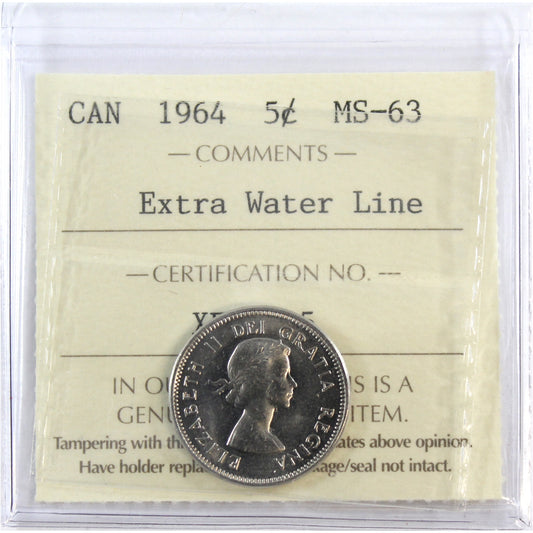 CAN 1964 5¢ MS-63
— COMMENTS —
Extra Water Line
— CERTIFICATION NO. —
ELIZABETH II DEI GRATIA REGINA
IN IS A
ITEM.
Tampering with above opinion.
Have holder seal not intact.